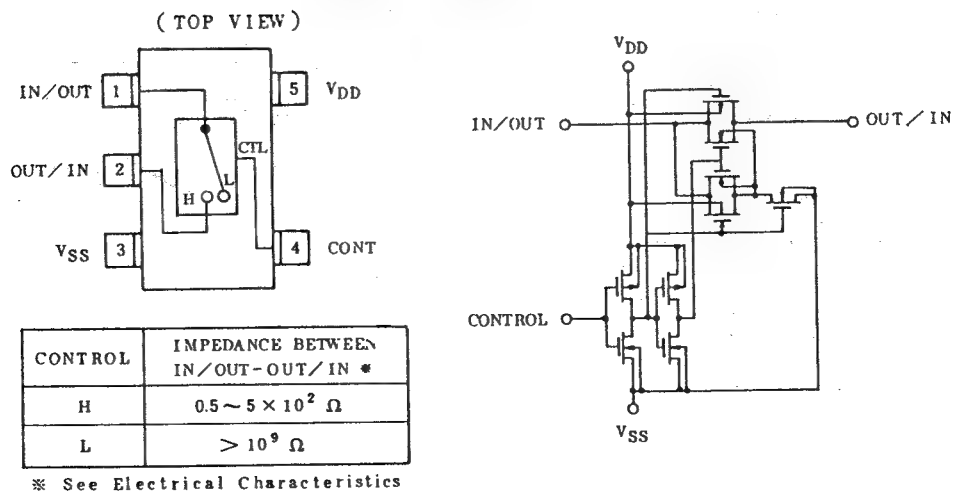 (TOP VIEW)
IN/OUT 1
5 VDD
OUT/IN 2
CTL
H L
VSS 3
4 CONT
CONTROL IMPEDANCE BETWEEN IN/OUT-OUT/IN ※
H 0.5~5×10² Ω
L >10⁹ Ω
※ See Electrical Characteristics
VDD
IN/OUT
OUT/IN
CONTROL
VSS